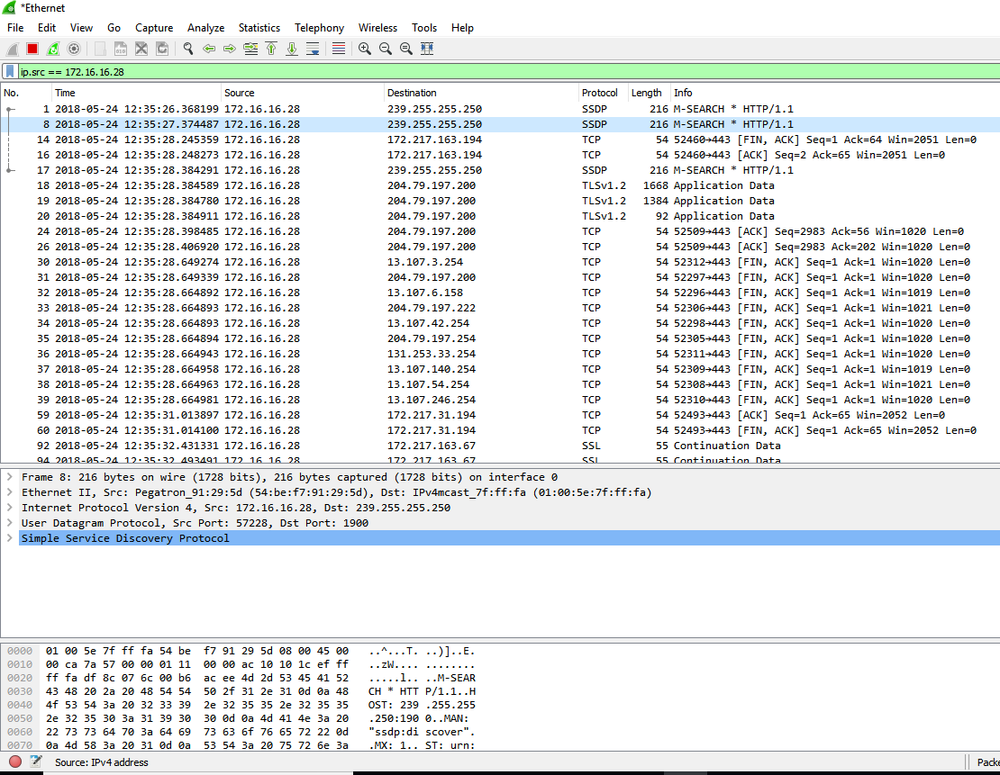 *Ethernet
File Edit View Go Capture Analyze Statistics Telephony Wireless Tools Help
ip.src == 172.16.16.28
No. Time Source Destination Protocol Length Info
1 2018-05-24 12:35:26.368199 172.16.16.28 239.255.255.250 SSDP 216 M-SEARCH * HTTP/1.1
8 2018-05-24 12:35:27.374487 172.16.16.28 239.255.255.250 SSDP 216 M-SEARCH * HTTP/1.1
14 2018-05-24 12:35:28.245359 172.16.16.28 172.217.163.194 TCP 54 52460→443 [FIN, ACK] Seq=1 Ack=64 Win=2051 Len=0
16 2018-05-24 12:35:28.248273 172.16.16.28 172.217.163.194 TCP 54 52460→443 [ACK] Seq=2 Ack=65 Win=2051 Len=0
17 2018-05-24 12:35:28.384293 172.16.16.28 239.255.255.250 SSDP 216 M-SEARCH * HTTP/1.1
18 2018-05-24 12:35:28.384589 172.16.16.28 204.79.197.200 TLSv1.2 1668 Application Data
19 2018-05-24 12:35:28.384780 172.16.16.28 204.79.197.200 TLSv1.2 1384 Application Data
20 2018-05-24 12:35:28.384911 172.16.16.28 204.79.197.200 TLSv1.2 92 Application Data
24 2018-05-24 12:35:28.398485 172.16.16.28 204.79.197.200 TCP 54 52509→443 [ACK] Seq=2983 Ack=56 Win=1020 Len=0
26 2018-05-24 12:35:28.406920 172.16.16.28 204.79.197.200 TCP 54 52509→443 [ACK] Seq=2983 Ack=202 Win=1020 Len=0
30 2018-05-24 12:35:28.649274 172.16.16.28 13.107.3.254 TCP 54 52312→443 [FIN, ACK] Seq=1 Ack=1 Win=1020 Len=0
31 2018-05-24 12:35:28.649339 172.16.16.28 204.79.197.200 TCP 54 52297→443 [FIN, ACK] Seq=1 Ack=1 Win=1020 Len=0
32 2018-05-24 12:35:28.664892 172.16.16.28 13.107.6.158 TCP 54 52296→443 [FIN, ACK] Seq=1 Ack=1 Win=1019 Len=0
33 2018-05-24 12:35:28.664893 172.16.16.28 204.79.197.222 TCP 54 52306→443 [FIN, ACK] Seq=1 Ack=1 Win=1021 Len=0
34 2018-05-24 12:35:28.664893 172.16.16.28 13.107.42.254 TCP 54 52298→443 [FIN, ACK] Seq=1 Ack=1 Win=1020 Len=0
35 2018-05-24 12:35:28.664894 172.16.16.28 204.79.197.254 TCP 54 52305→443 [FIN, ACK] Seq=1 Ack=1 Win=1020 Len=0
36 2018-05-24 12:35:28.664943 172.16.16.28 131.253.33.254 TCP 54 52311→443 [FIN, ACK] Seq=1 Ack=1 Win=1020 Len=0
37 2018-05-24 12:35:28.664958 172.16.16.28 13.107.140.254 TCP 54 52309→443 [FIN, ACK] Seq=1 Ack=1 Win=1019 Len=0
38 2018-05-24 12:35:28.664963 172.16.16.28 13.107.54.254 TCP 54 52308→443 [FIN, ACK] Seq=1 Ack=1 Win=1021 Len=0
39 2018-05-24 12:35:28.664981 172.16.16.28 13.107.246.254 TCP 54 52310→443 [FIN, ACK] Seq=1 Ack=1 Win=1020 Len=0
59 2018-05-24 12:35:31.013897 172.16.16.28 172.217.31.194 TCP 54 52493→443 [ACK] Seq=1 Ack=65 Win=2052 Len=0
60 2018-05-24 12:35:31.014100 172.16.16.28 172.217.31.194 TCP 54 52493→443 [FIN, ACK] Seq=1 Ack=65 Win=2052 Len=0
92 2018-05-24 12:35:32.431331 172.16.16.28 172.217.163.67 SSL 55 Continuation Data
94 2018-05-24 12:35:32.493491 172.16.16.28 172.217.163.67 SSL 55 Continuation Data
Frame 8: 216 bytes on wire (1728 bits), 216 bytes captured (1728 bits) on interface 0
Ethernet II, Src: Pegatron_91:29:5d (54:be:f7:91:29:5d), Dst: IPv4mcast_7f:ff:fa (01:00:5e:7f:ff:fa)
Internet Protocol Version 4, Src: 172.16.16.28, Dst: 239.255.255.250
User Datagram Protocol, Src Port: 57228, Dst Port: 1900
Simple Service Discovery Protocol
0000 01 00 5e 7f ff fa 54 be f7 91 29 5d 08 00 45 00 ..^...T. ..)]..E.
0010 00 ca 7a 57 00 00 01 11 00 00 ac 10 10 1c ef ff ..zW.... ........
0020 ff fa df 8c 07 6c 00 b6 ac ee 4d 2d 53 45 41 52 .....l.. ..M-SEAR
0030 43 48 20 2a 20 48 54 54 50 2f 31 2e 31 0d 0a 48 CH * HTT P/1.1..H
0040 4f 53 54 3a 20 32 33 39 2e 32 35 35 2e 32 35 35 OST: 239 .255.255
0050 2e 32 35 30 3a 31 39 30 30 0d 0a 4d 41 4e 3a 20 .250:190 0..MAN:
0060 22 73 73 64 70 3a 64 69 73 63 6f 76 65 72 22 0d "ssdp:di scover".
0070 0a 4d 58 3a 20 31 0d 0a 53 54 3a 20 75 72 6e 3a .MX: 1.. ST: urn:
Source: IPv4 address Packe